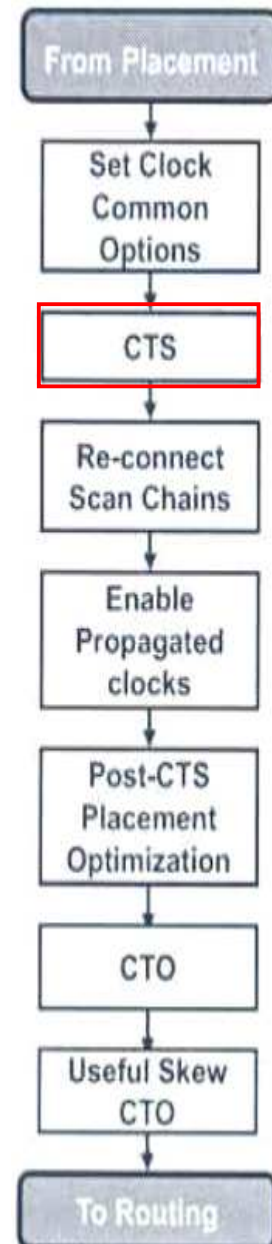 From Placement
Set Clock
Common
Options
CTS
Re-connect
Scan Chains
Enable
Propagated
clocks
Post-CTS
Placement
Optimization
CTO
Useful Skew
CTO
To Routing